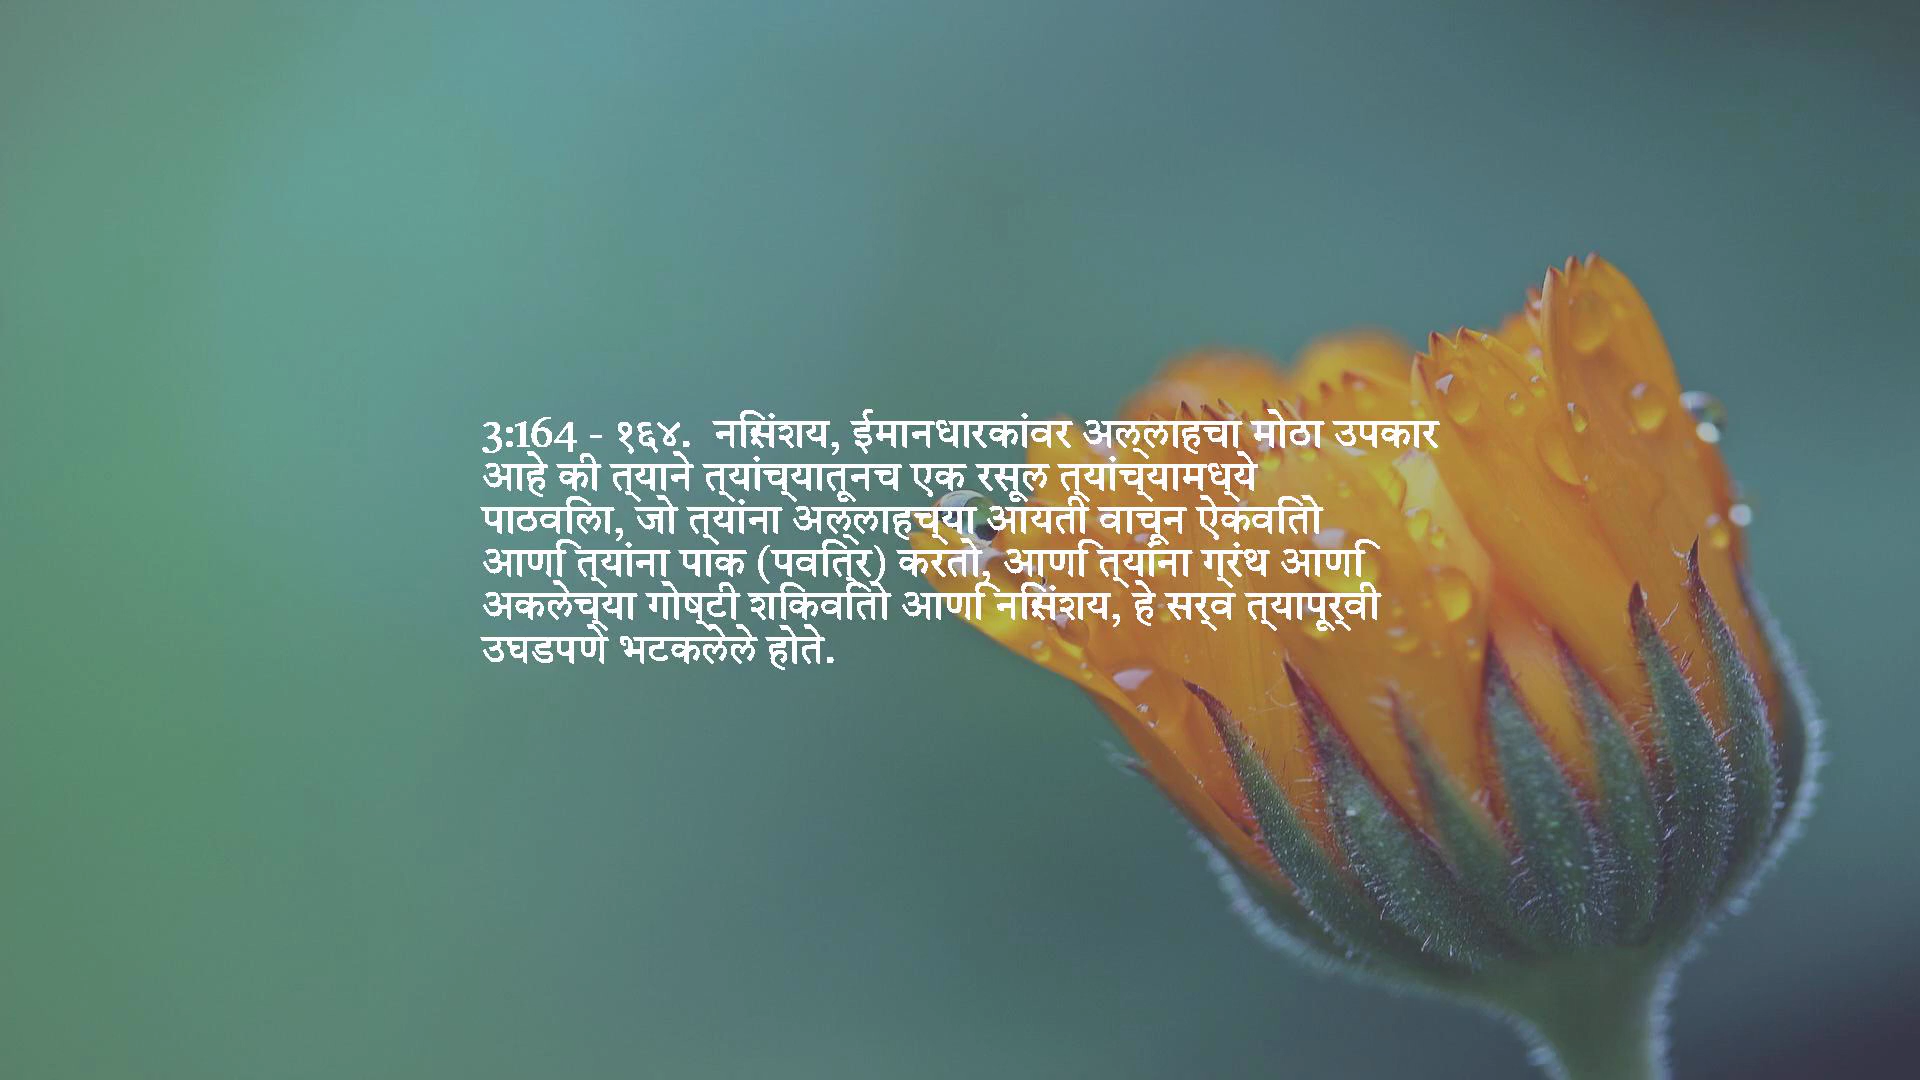 3:164 - १६४.  निसंशय, ईमानधारकांवर अल्लाहचा मोठा उपकार
आहे की त्याने त्यांच्यातूनच एक रसूल त्यांच्यामध्ये
पाठविला, जो त्यांना अल्लाहच्या आयती वाचून ऐकवितो
आणि त्यांना पाक (पवित्र) करतो, आणि त्यांना ग्रंथ आणि
अकलेच्या गोष्टी शिकवितो आणि निसंशय, हे सर्व त्यापूर्वी
उघडपणे भटकलेले होते.